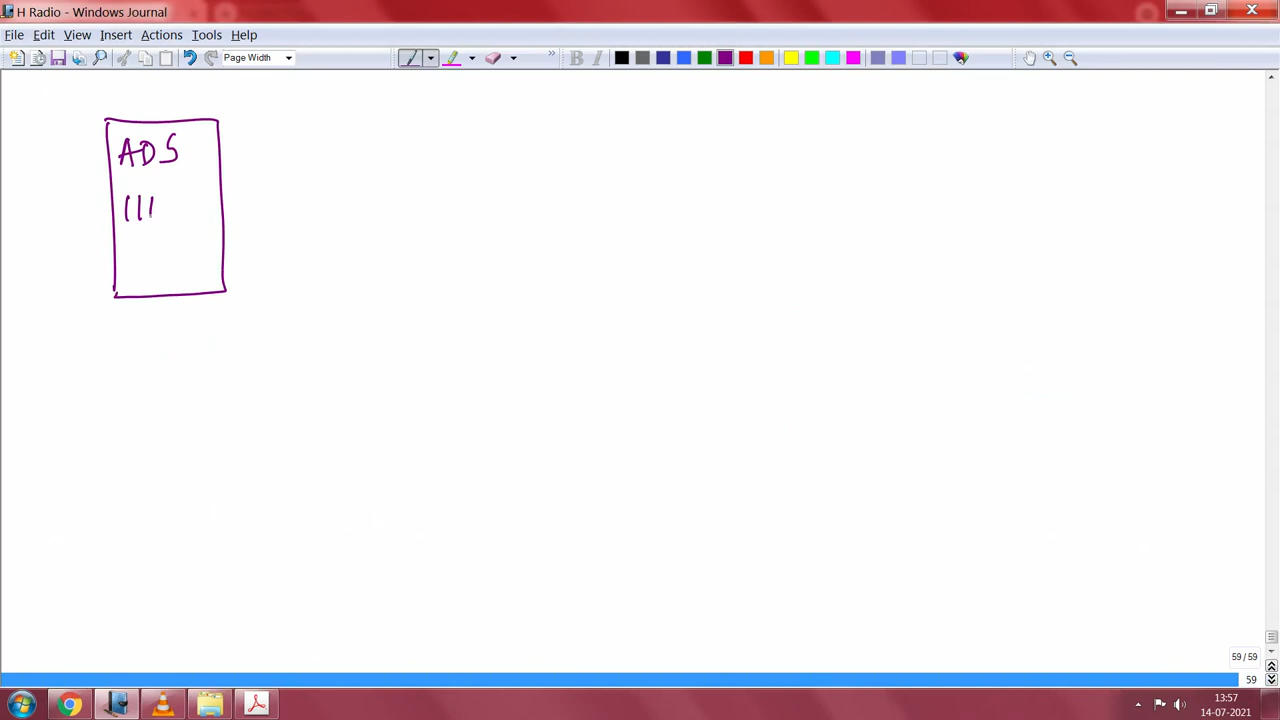 H Radio - Windows Journal
File Edit View Insert Actions Tools Help
Page Width B I
ADS
111
59 / 59
59
13:57
14-07-2021